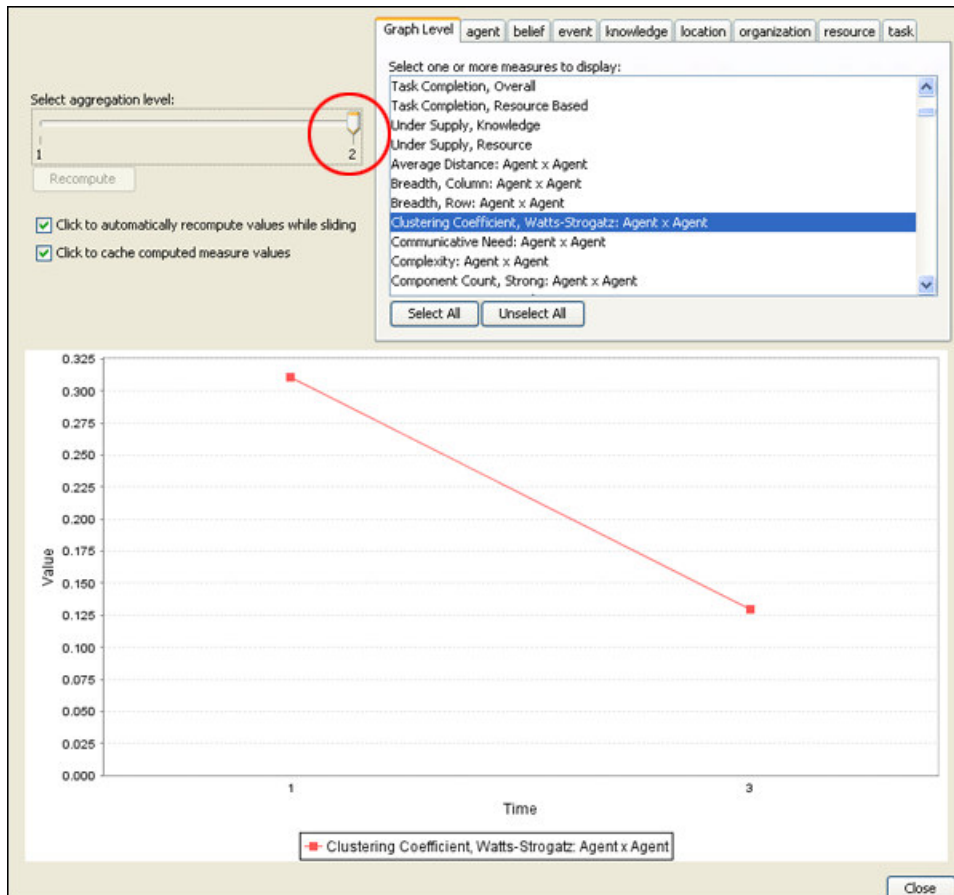 Graph Level agent belief event knowledge location organization resource task
Select one or more measures to display:
Task Completion, Overall
Task Completion, Resource Based
Under Supply, Knowledge
Under Supply, Resource
Average Distance: Agent x Agent
Breadth, Column: Agent x Agent
Breadth, Row: Agent x Agent
Clustering Coefficient, Watts-Strogatz: Agent x Agent
Communicative Need: Agent x Agent
Complexity: Agent x Agent
Component Count, Strong: Agent x Agent
Select All Unselect All
Select aggregation level:
1 2
Recompute
Click to automatically recompute values while sliding
Click to cache computed measure values
0.325
0.300
0.275
0.250
0.225
0.200
0.175
0.150
0.125
0.100
0.075
0.050
0.025
0.000
Value
1 3
Time
Clustering Coefficient, Watts-Strogatz: Agent x Agent
Close